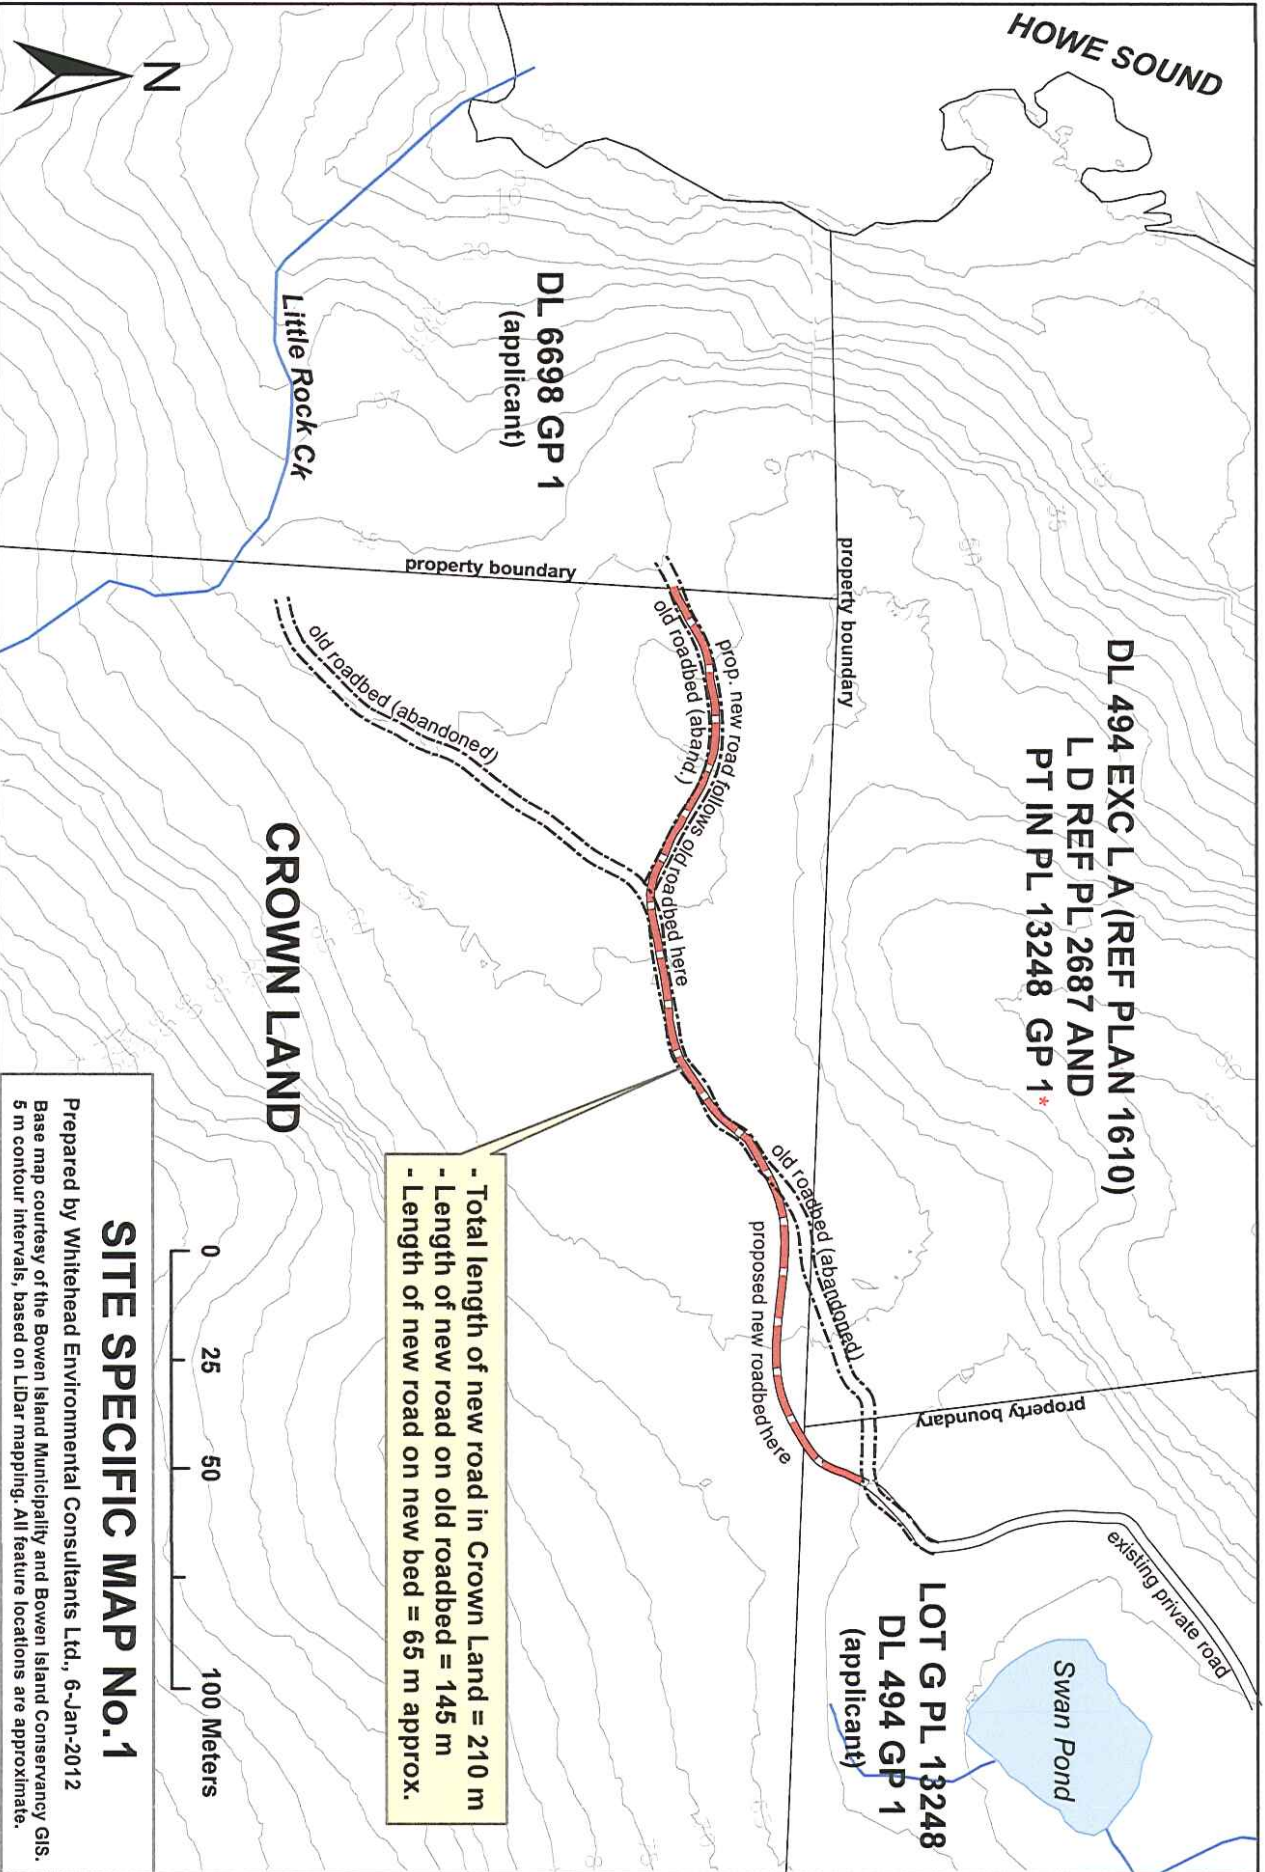 HOWE SOUND
N
DL 494 EXC L A (REF PLAN 1610)
L D REF PL 2687 AND
PT IN PL 13248 GP 1*
DL 6698 GP 1
(applicant)
Little Rock Ck
property boundary
property boundary
property boundary
prop. new road follows old roadbed here
old roadbed (aband.)
old roadbed (abandoned)
old roadbed (abandoned)
proposed new roadbed here
existing private road
Swan Pond
LOT G PL 13248
DL 494 GP 1
(applicant)
CROWN LAND
- Total length of new road in Crown Land = 210 m
- Length of new road on old roadbed = 145 m
- Length of new road on new bed = 65 m approx.
0 25 50 100 Meters
SITE SPECIFIC MAP No.1
Prepared by Whitehead Environmental Consultants Ltd., 6-Jan-2012
Base map courtesy of the Bowen Island Municipality and Bowen Island Conservancy GIS.
5 m contour intervals, based on LiDar mapping. All feature locations are approximate.